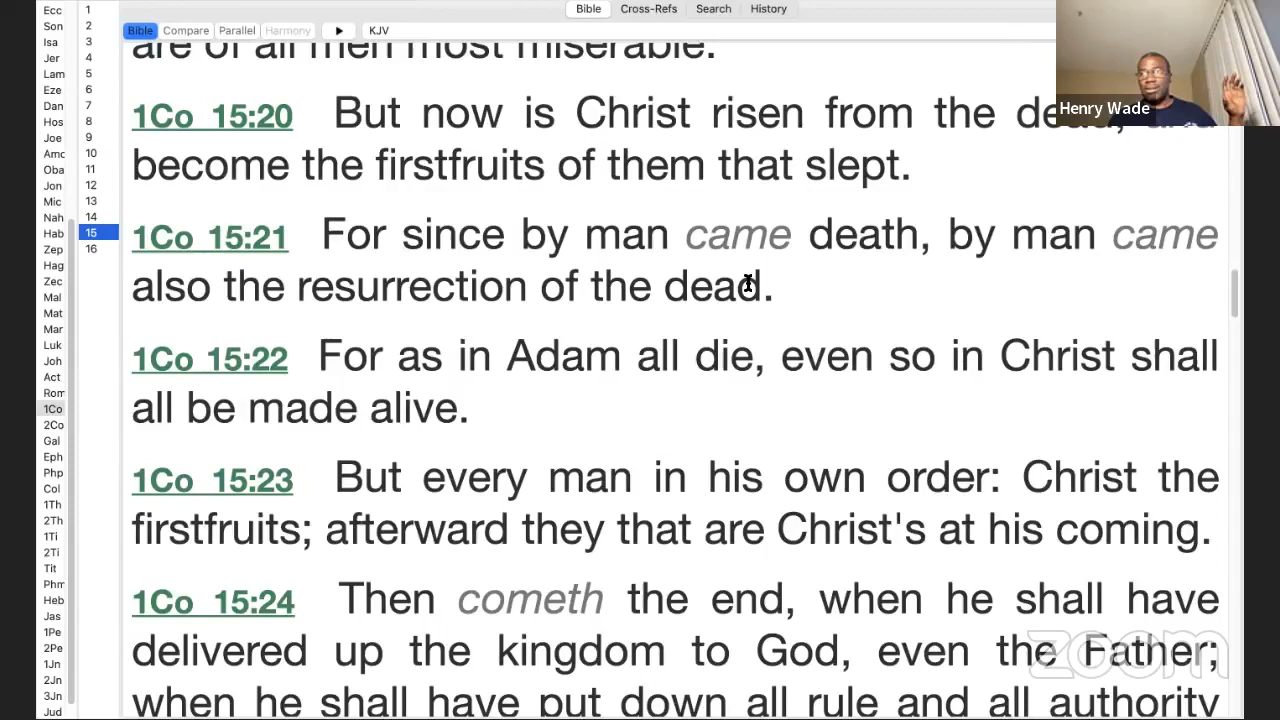 Bible Cross-Refs Search History
Bible Compare Parallel Harmony KJV
Ecc
Son
Isa
Jer
Lam
Eze
Dan
Hos
Joe
Amo
Oba
Jon
Mic
Nah
Hab
Zep
Hag
Zec
Mal
Mat
Mar
Luk
Joh
Act
Rom
1Co
2Co
Gal
Eph
Php
Col
1Th
2Th
1Ti
2Ti
Tit
Phm
Heb
Jas
1Pe
2Pe
1Jn
2Jn
3Jn
Jud
1
2
3
4
5
6
7
8
9
10
11
12
13
14
15
16
are of all men most miserable.
1Co 15:20 But now is Christ risen from the dead, and
become the firstfruits of them that slept.
1Co 15:21 For since by man came death, by man came
also the resurrection of the dead.
1Co 15:22 For as in Adam all die, even so in Christ shall
all be made alive.
1Co 15:23 But every man in his own order: Christ the
firstfruits; afterward they that are Christ's at his coming.
1Co 15:24 Then cometh the end, when he shall have
delivered up the kingdom to God, even the Father;
when he shall have put down all rule and all authority
Henry Wade
zoom